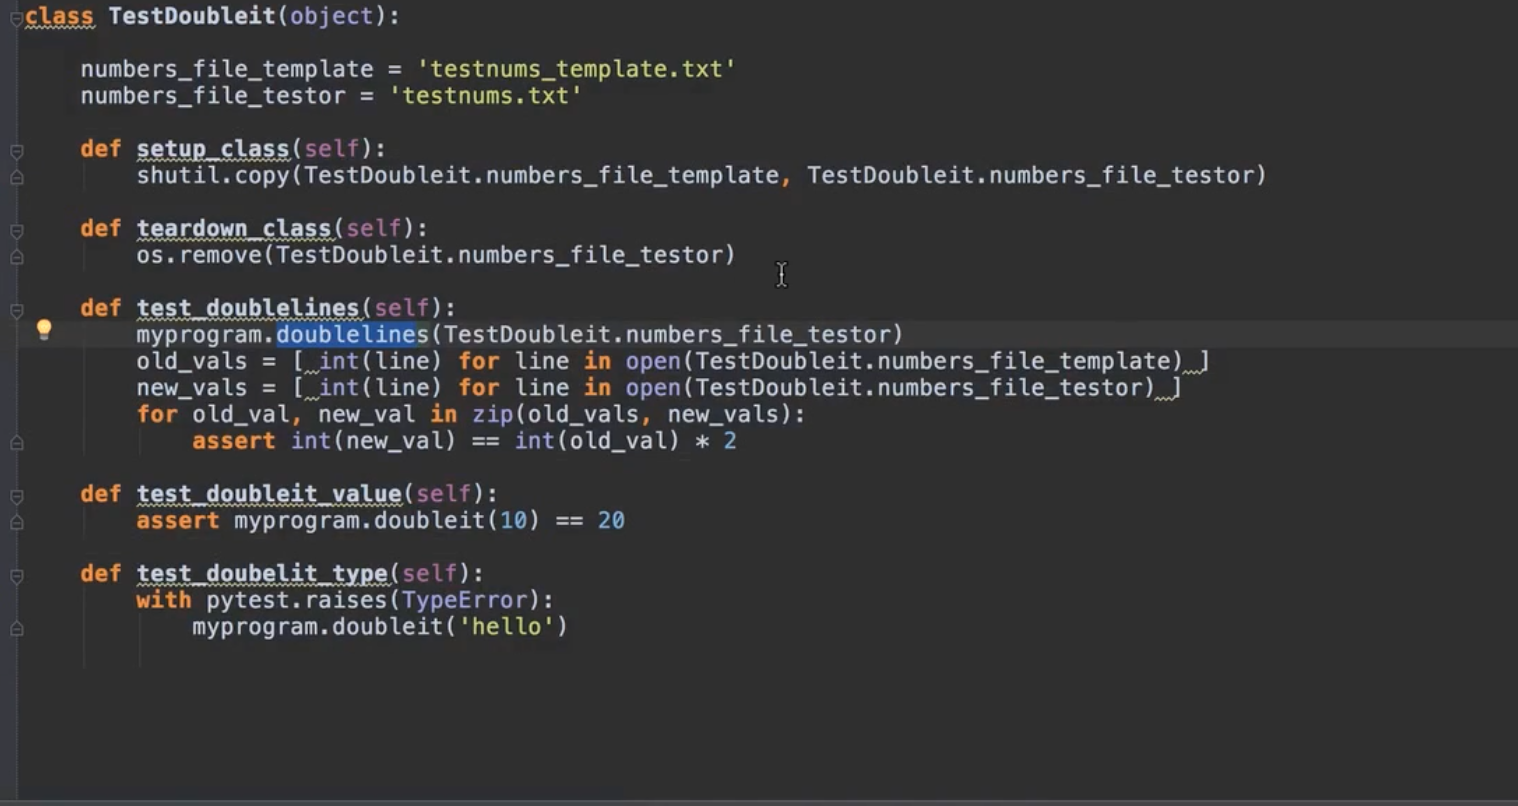 class TestDoubleit(object):
numbers_file_template = 'testnums_template.txt'
numbers_file_testor = 'testnums.txt'
def setup_class(self):
shutil.copy(TestDoubleit.numbers_file_template, TestDoubleit.numbers_file_testor)
def teardown_class(self):
os.remove(TestDoubleit.numbers_file_testor)
def test_doublelines(self):
myprogram.doublelines(TestDoubleit.numbers_file_testor)
old_vals = [ int(line) for line in open(TestDoubleit.numbers_file_template) ]
new_vals = [ int(line) for line in open(TestDoubleit.numbers_file_testor) ]
for old_val, new_val in zip(old_vals, new_vals):
assert int(new_val) == int(old_val) * 2
def test_doubleit_value(self):
assert myprogram.doubleit(10) == 20
def test_doubelit_type(self):
with pytest.raises(TypeError):
myprogram.doubleit('hello')